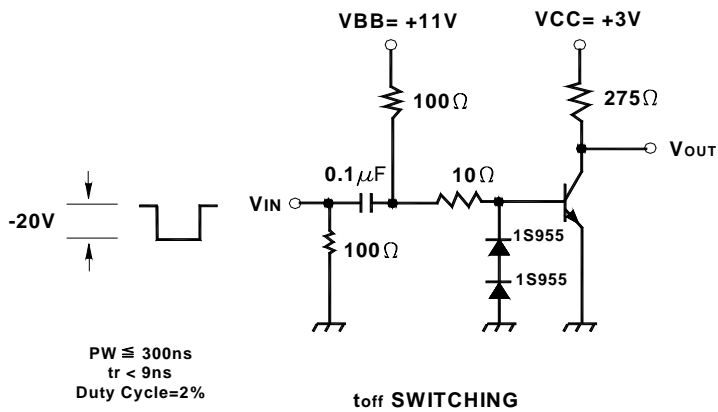 VBB= +11V
VCC= +3V
100Ω
275Ω
VOUT
0.1μF
10Ω
VIN
-20V
1S955
100Ω
1S955
PW ≦ 300ns
tr < 9ns
Duty Cycle=2%
toff SWITCHING